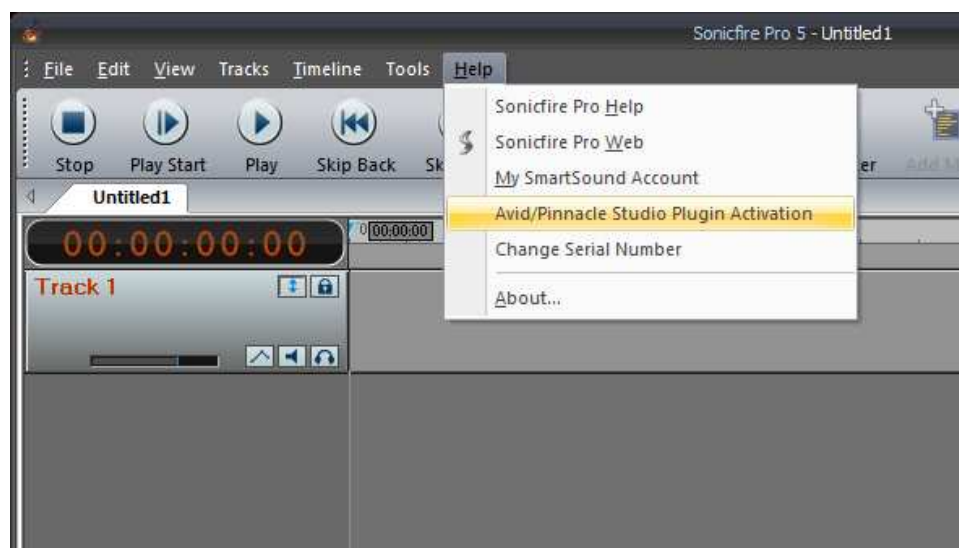 Sonicfire Pro 5 - Untitled1
File Edit View Tracks Timeline Tools Help
Sonicfire Pro Help
Sonicfire Pro Web
My SmartSound Account
Avid/Pinnacle Studio Plugin Activation
Change Serial Number
About...
Stop Play Start Play Skip Back Sk er Add M
Untitled1
00:00:00:00
0 00:00:00
Track 1